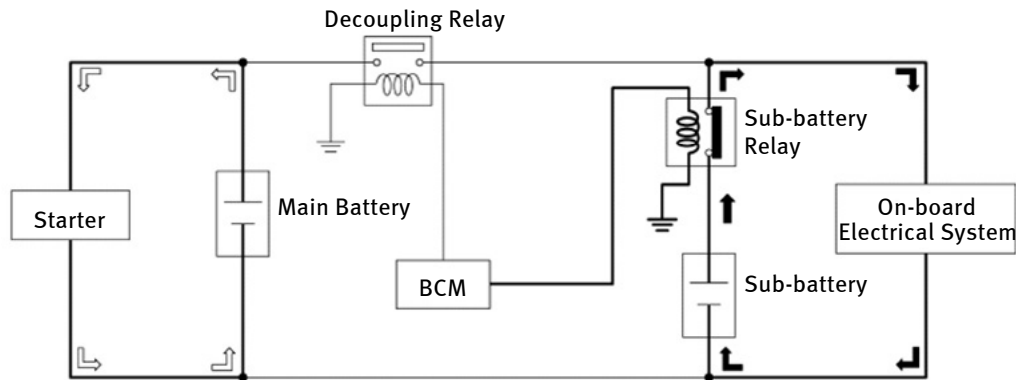 Decoupling Relay
Sub-battery
Relay
Starter
Main Battery
On-board
Electrical System
BCM
Sub-battery